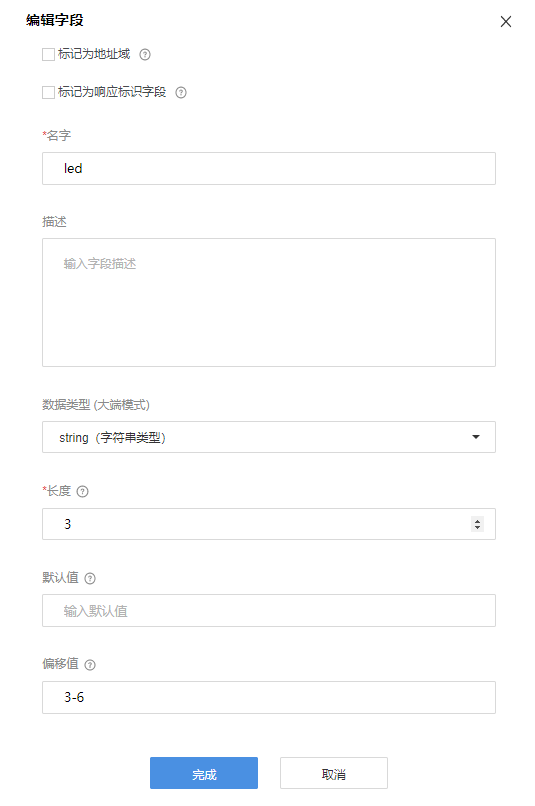 编辑字段
标记为地址域
标记为响应标识字段
*名字
led
描述
输入字段描述
数据类型 (大端模式)
string（字符串类型）
*长度
3
默认值
输入默认值
偏移值
3-6
完成 取消